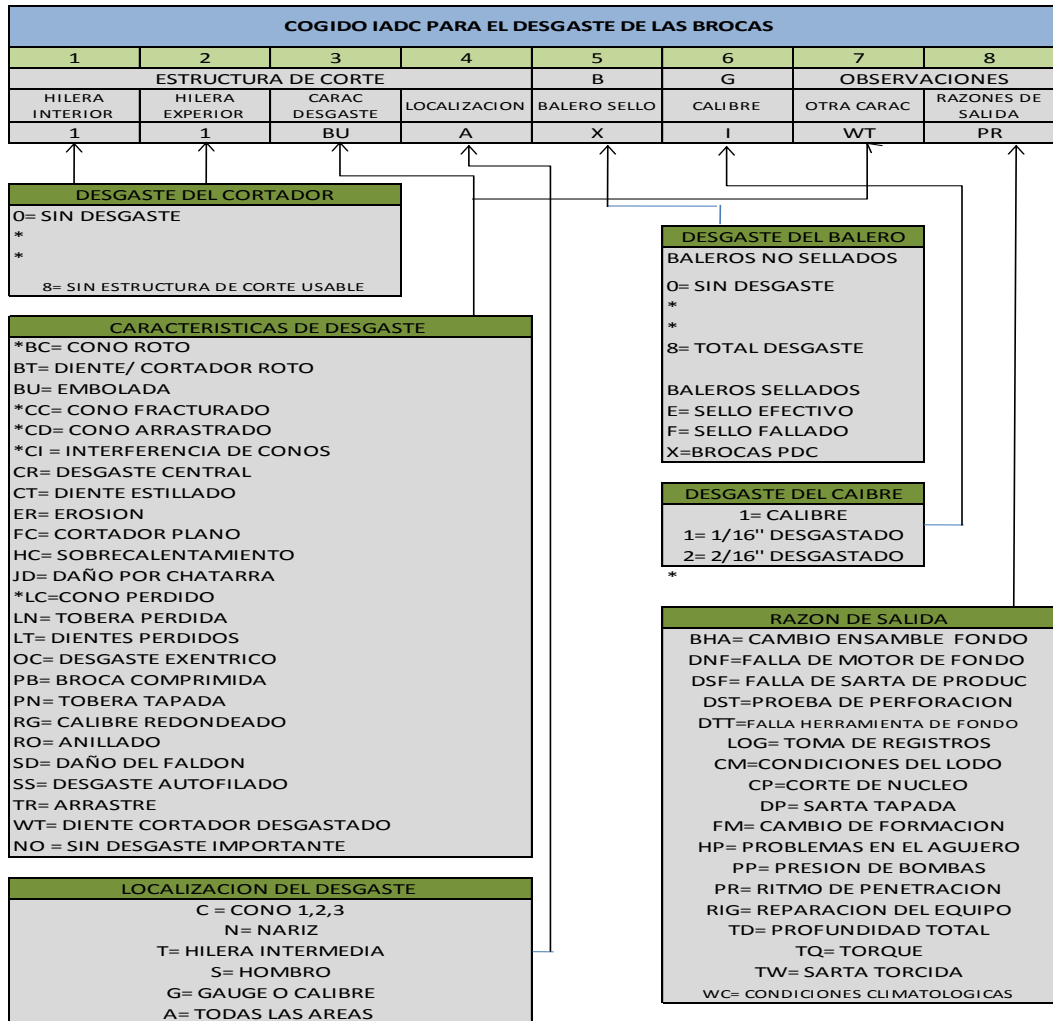 COGIDO IADC PARA EL DESGASTE DE LAS BROCAS
1 2 3 4 5 6 7 8
ESTRUCTURA DE CORTE B G OBSERVACIONES
HILERA INTERIOR HILERA EXPERIOR CARAC DESGASTE LOCALIZACION BALERO SELLO CALIBRE OTRA CARAC RAZONES DE SALIDA
1 1 BU A X I WT PR
DESGASTE DEL CORTADOR
0= SIN DESGASTE
*
*
8= SIN ESTRUCTURA DE CORTE USABLE
CARACTERISTICAS DE DESGASTE
*BC= CONO ROTO
BT= DIENTE/ CORTADOR ROTO
BU= EMBOLADA
*CC= CONO FRACTURADO
*CD= CONO ARRASTRADO
*CI = INTERFERENCIA DE CONOS
CR= DESGASTE CENTRAL
CT= DIENTE ESTILLADO
ER= EROSION
FC= CORTADOR PLANO
HC= SOBRECALENTAMIENTO
JD= DAÑO POR CHATARRA
*LC=CONO PERDIDO
LN= TOBERA PERDIDA
LT= DIENTES PERDIDOS
OC= DESGASTE EXENTRICO
PB= BROCA COMPRIMIDA
PN= TOBERA TAPADA
RG= CALIBRE REDONDEADO
RO= ANILLADO
SD= DAÑO DEL FALDON
SS= DESGASTE AUTOFILADO
TR= ARRASTRE
WT= DIENTE CORTADOR DESGASTADO
NO = SIN DESGASTE IMPORTANTE
LOCALIZACION DEL DESGASTE
C = CONO 1,2,3
N= NARIZ
T= HILERA INTERMEDIA
S= HOMBRO
G= GAUGE O CALIBRE
A= TODAS LAS AREAS
DESGASTE DEL BALERO
BALEROS NO SELLADOS
0= SIN DESGASTE
*
*
8= TOTAL DESGASTE
BALEROS SELLADOS
E= SELLO EFECTIVO
F= SELLO FALLADO
X=BROCAS PDC
DESGASTE DEL CAIBRE
1= CALIBRE
1= 1/16'' DESGASTADO
2= 2/16'' DESGASTADO
*
RAZON DE SALIDA
BHA= CAMBIO ENSAMBLE FONDO
DNF=FALLA DE MOTOR DE FONDO
DSF= FALLA DE SARTA DE PRODUC
DST=PROEBA DE PERFORACION
DTT=FALLA HERRAMIENTA DE FONDO
LOG= TOMA DE REGISTROS
CM=CONDICIONES DEL LODO
CP=CORTE DE NUCLEO
DP= SARTA TAPADA
FM= CAMBIO DE FORMACION
HP= PROBLEMAS EN EL AGUJERO
PP= PRESION DE BOMBAS
PR= RITMO DE PENETRACION
RIG= REPARACION DEL EQUIPO
TD= PROFUNDIDAD TOTAL
TQ= TORQUE
TW= SARTA TORCIDA
WC= CONDICIONES CLIMATOLOGICAS